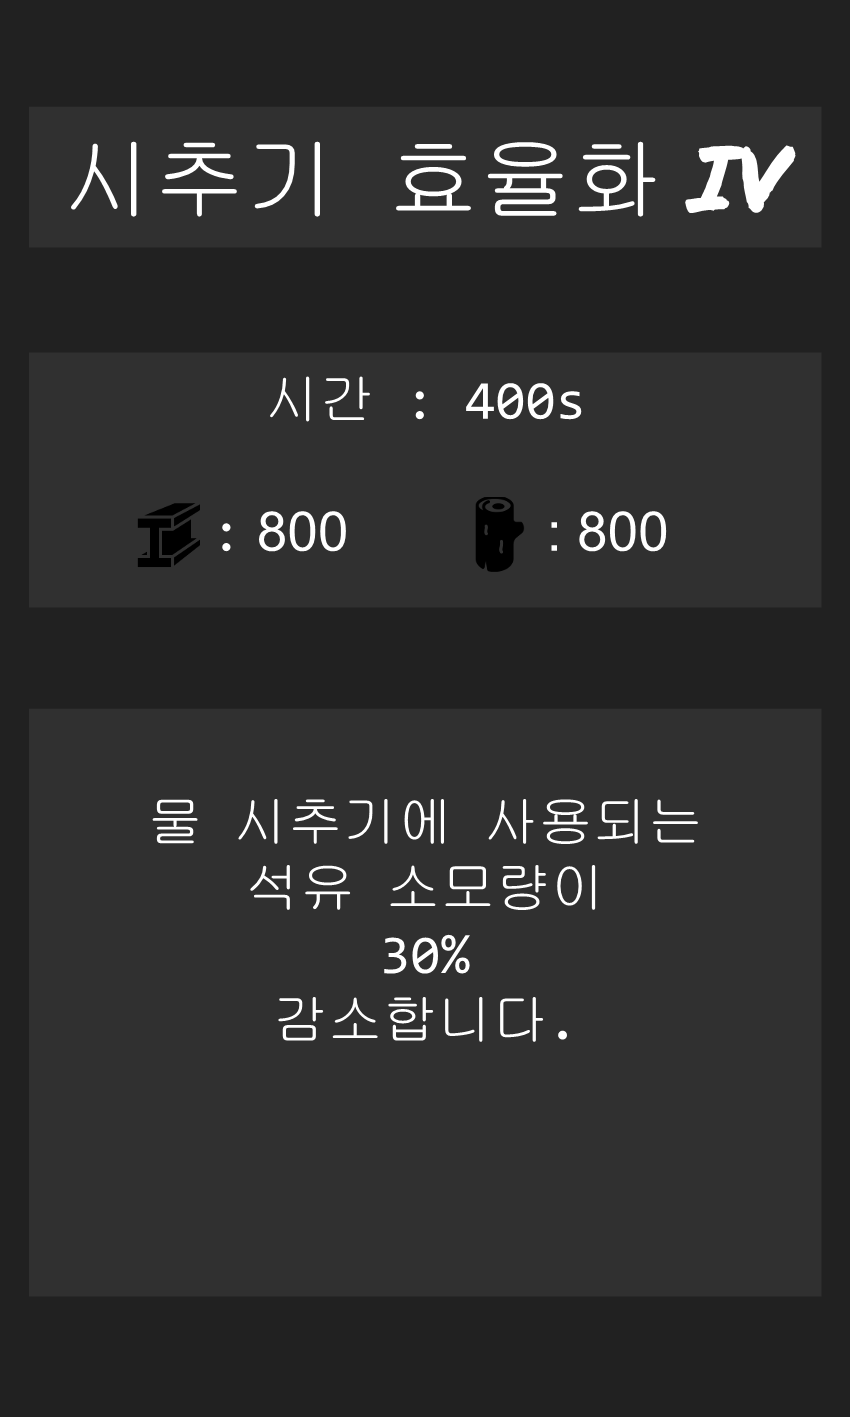 시추기 효율화 IV
시간 : 400s
: 800 : 800
물 시추기에 사용되는
석유 소모량이
30%
감소합니다.